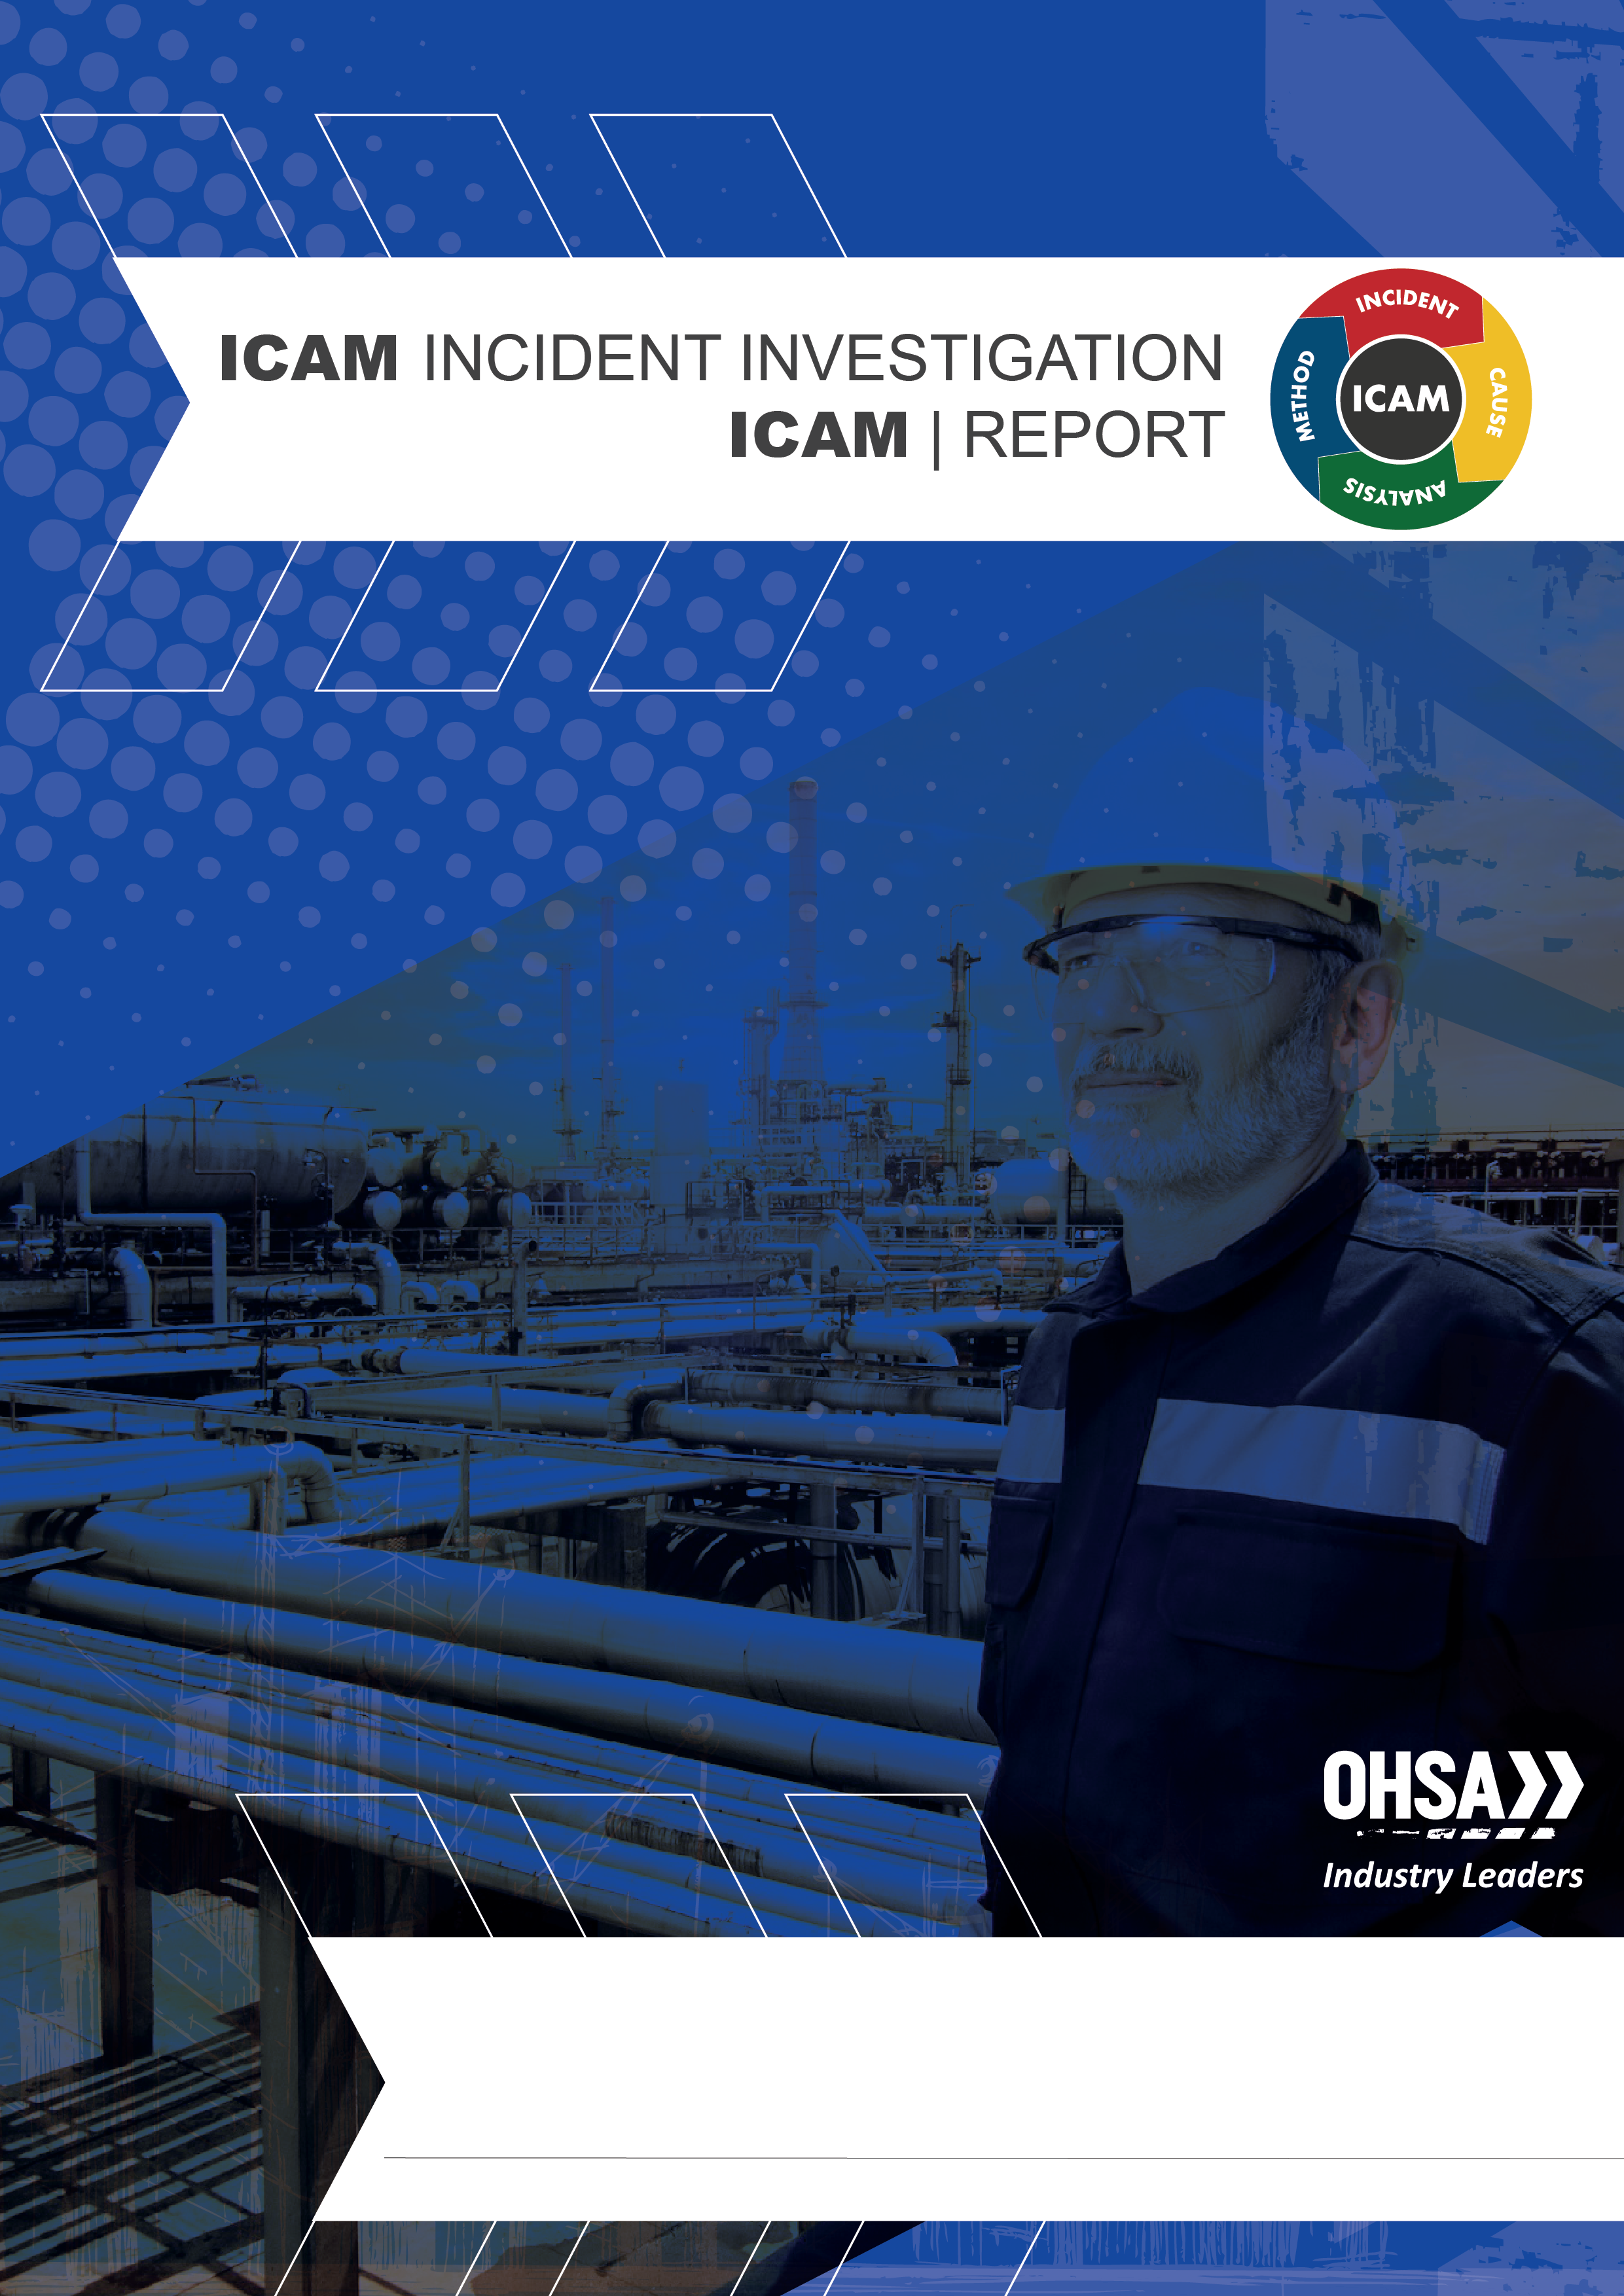 ICAM INCIDENT INVESTIGATION
ICAM | REPORT
INCIDENT
CAUSE
ANALYSIS
METHOD
ICAM
OHSA
Industry Leaders